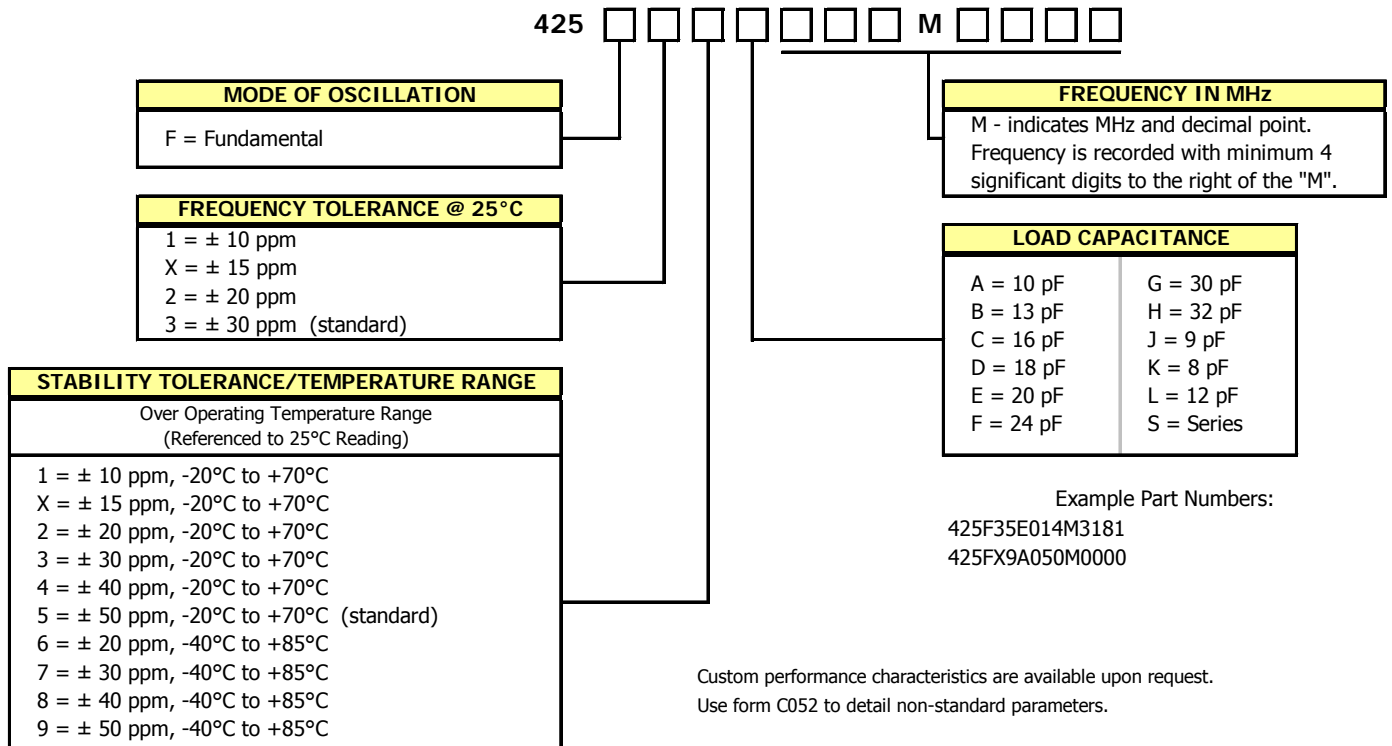 425 M
MODE OF OSCILLATION
F = Fundamental
FREQUENCY TOLERANCE @ 25°C
1 = ± 10 ppm
X = ± 15 ppm
2 = ± 20 ppm
3 = ± 30 ppm (standard)
STABILITY TOLERANCE/TEMPERATURE RANGE
Over Operating Temperature Range
(Referenced to 25°C Reading)
1 = ± 10 ppm, -20°C to +70°C
X = ± 15 ppm, -20°C to +70°C
2 = ± 20 ppm, -20°C to +70°C
3 = ± 30 ppm, -20°C to +70°C
4 = ± 40 ppm, -20°C to +70°C
5 = ± 50 ppm, -20°C to +70°C (standard)
6 = ± 20 ppm, -40°C to +85°C
7 = ± 30 ppm, -40°C to +85°C
8 = ± 40 ppm, -40°C to +85°C
9 = ± 50 ppm, -40°C to +85°C
FREQUENCY IN MHz
M - indicates MHz and decimal point.
Frequency is recorded with minimum 4
significant digits to the right of the "M".
LOAD CAPACITANCE
A = 10 pF
B = 13 pF
C = 16 pF
D = 18 pF
E = 20 pF
F = 24 pF
G = 30 pF
H = 32 pF
J = 9 pF
K = 8 pF
L = 12 pF
S = Series
Example Part Numbers:
425F35E014M3181
425FX9A050M0000
Custom performance characteristics are available upon request.
Use form C052 to detail non-standard parameters.